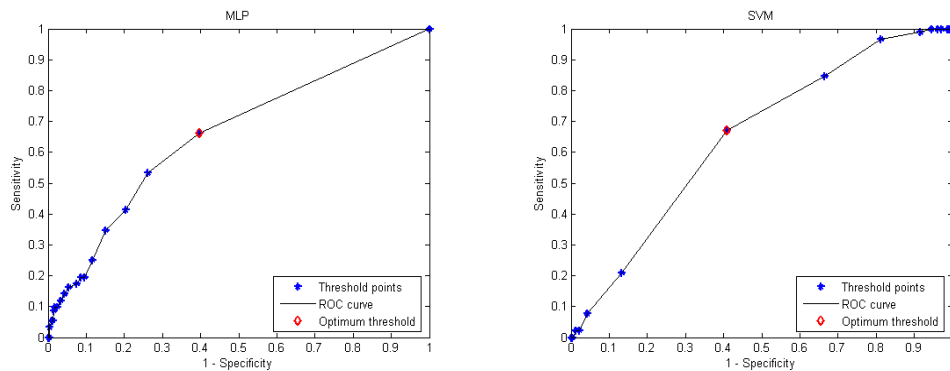 MLP
1
0.9
0.8
0.7
0.6
0.5
0.4
0.3
0.2
0.1
0
Sensitivity
0 0.1 0.2 0.3 0.4 0.5 0.6 0.7 0.8 0.9 1
1 - Specificity
Threshold points
ROC curve
Optimum threshold
SVM
1
0.9
0.8
0.7
0.6
0.5
0.4
0.3
0.2
0.1
0
Sensitivity
0 0.1 0.2 0.3 0.4 0.5 0.6 0.7 0.8 0.9
1 - Specificity
Threshold points
ROC curve
Optimum threshold